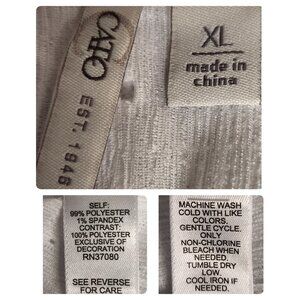 CATO
EST. 1946
XL
made in
china
SELF:
99% POLYESTER
1% SPANDEX
CONTRAST:
100% POLYESTER
EXCLUSIVE OF
DECORATION
RN37080
SEE REVERSE
FOR CARE
MACHINE WASH
COLD WITH LIKE
COLORS.
GENTLE CYCLE.
ONLY
NON-CHLORINE
BLEACH WHEN
NEEDED.
TUMBLE DRY
LOW.
COOL IRON IF
NEEDED.